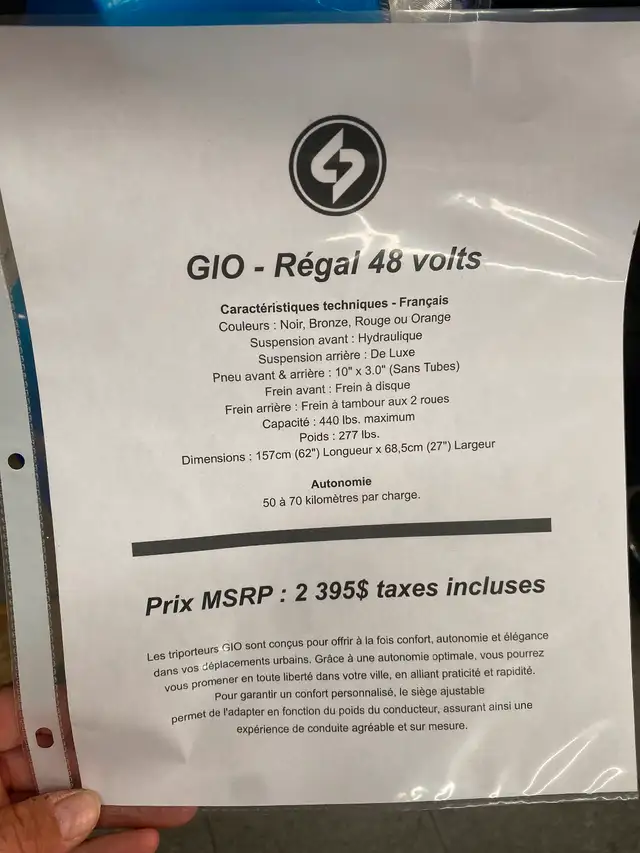 GIO - Régal 48 volts
Caractéristiques techniques - Français
Couleurs : Noir, Bronze, Rouge ou Orange
Suspension avant : Hydraulique
Suspension arrière : De Luxe
Pneu avant & arrière : 10" x 3.0" (Sans Tubes)
Frein avant : Frein à disque
Frein arrière : Frein à tambour aux 2 roues
Capacité : 440 lbs. maximum
Poids : 277 lbs.
Dimensions : 157cm (62") Longueur x 68,5cm (27") Largeur
Autonomie
50 à 70 kilomètres par charge.
Prix MSRP : 2 395$ taxes incluses
Les triporteurs GIO sont conçus pour offrir à la fois confort, autonomie et élégance
dans vos déplacements urbains. Grâce à une autonomie optimale, vous pourrez
vous promener en toute liberté dans votre ville, en alliant praticité et rapidité.
Pour garantir un confort personnalisé, le siège ajustable
permet de l'adapter en fonction du poids du conducteur, assurant ainsi une
expérience de conduite agréable et sur mesure.